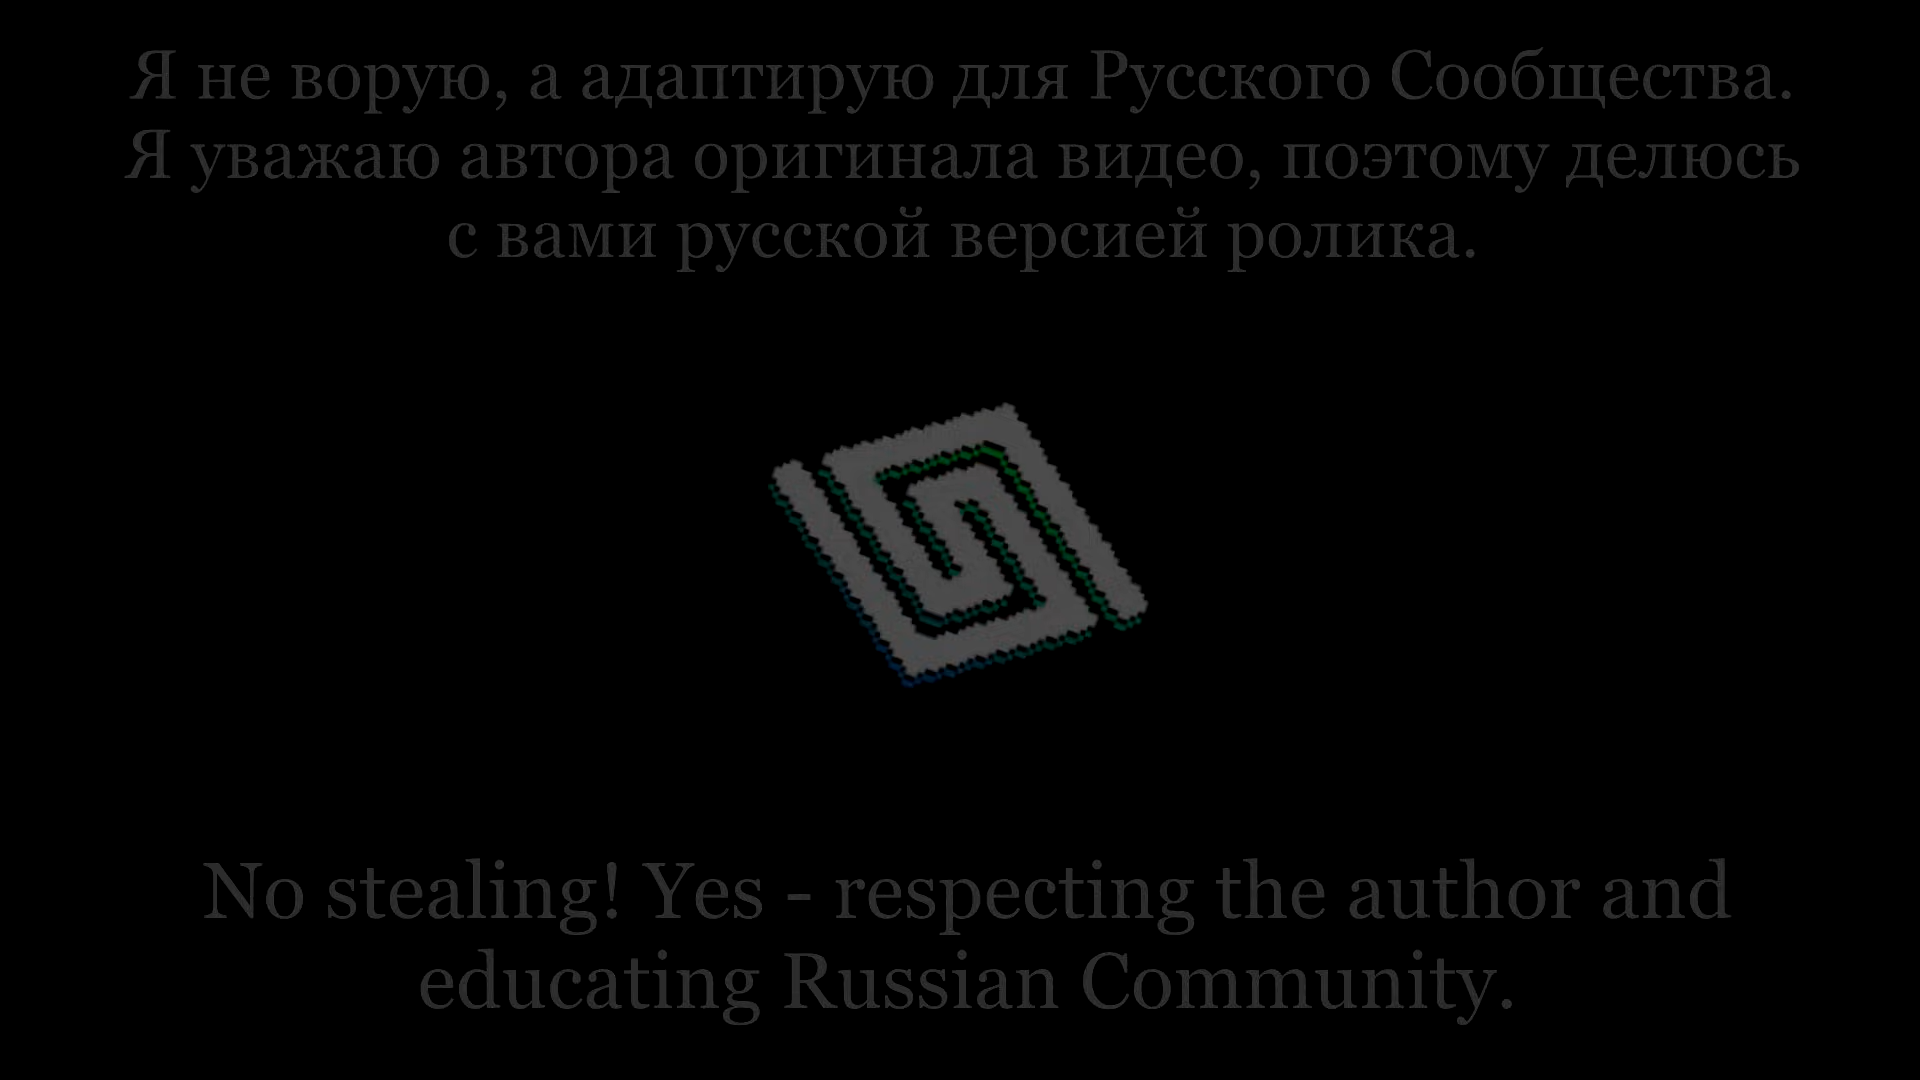 Я не ворую, а адаптирую для Русского Сообщества.
Я уважаю автора оригинала видео, поэтому делюсь
с вами русской версией ролика.
No stealing! Yes - respecting the author and
educating Russian Community.